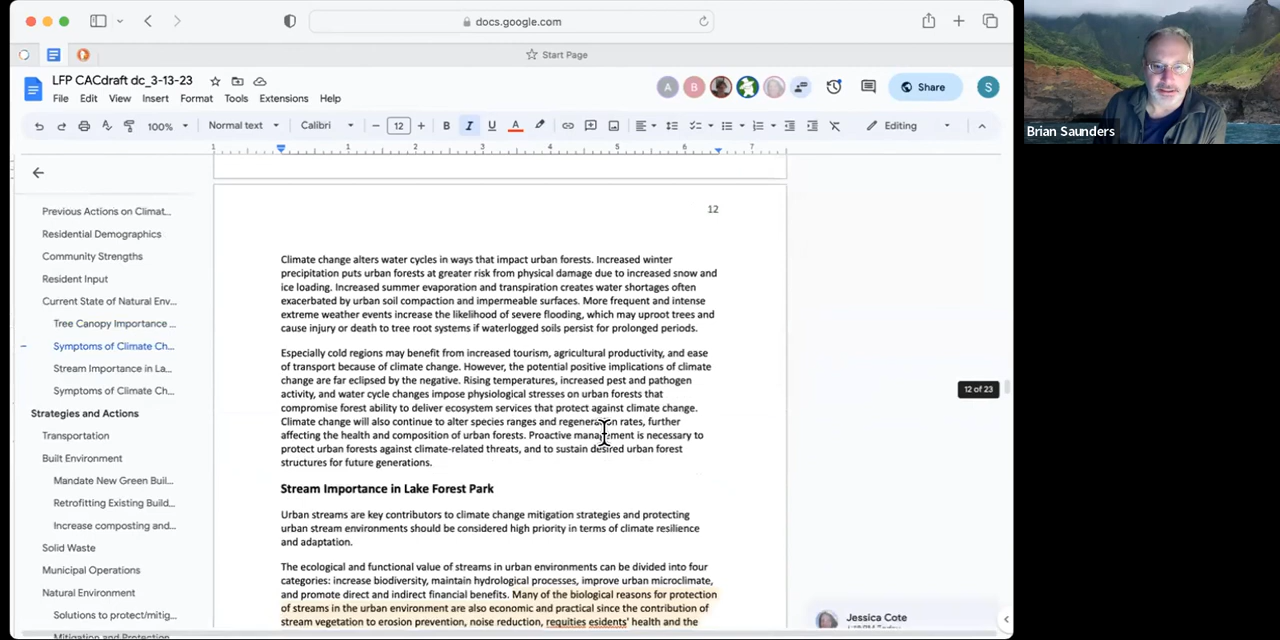 docs.google.com
Start Page
LFP CACdraft dc_3-13-23
File Edit View Insert Format Tools Extensions Help
A B Share S
100% Normal text Calibri 12 B I U A Editing
1 1 2 3 4 5 6 7
Previous Actions on Climat...
Residential Demographics
Community Strengths
Resident Input
Current State of Natural Env...
Tree Canopy Importance ...
Symptoms of Climate Ch...
Stream Importance in La...
Symptoms of Climate Ch...
Strategies and Actions
Transportation
Built Environment
Mandate New Green Buil...
Retrofitting Existing Build...
Increase composting and...
Solid Waste
Municipal Operations
Natural Environment
Solutions to protect/mitig...
Mitigation and Protection
12
Climate change alters water cycles in ways that impact urban forests. Increased winter
precipitation puts urban forests at greater risk from physical damage due to increased snow and
ice loading. Increased summer evaporation and transpiration creates water shortages often
exacerbated by urban soil compaction and impermeable surfaces. More frequent and intense
extreme weather events increase the likelihood of severe flooding, which may uproot trees and
cause injury or death to tree root systems if waterlogged soils persist for prolonged periods.
Especially cold regions may benefit from increased tourism, agricultural productivity, and ease
of transport because of climate change. However, the potential positive implications of climate
change are far eclipsed by the negative. Rising temperatures, increased pest and pathogen
activity, and water cycle changes impose physiological stresses on urban forests that
compromise forest ability to deliver ecosystem services that protect against climate change.
Climate change will also continue to alter species ranges and regeneration rates, further
affecting the health and composition of urban forests. Proactive management is necessary to
protect urban forests against climate-related threats, and to sustain desired urban forest
structures for future generations.
Stream Importance in Lake Forest Park
Urban streams are key contributors to climate change mitigation strategies and protecting
urban stream environments should be considered high priority in terms of climate resilience
and adaptation.
The ecological and functional value of streams in urban environments can be divided into four
categories: increase biodiversity, maintain hydrological processes, improve urban microclimate,
and promote direct and indirect financial benefits. Many of the biological reasons for protection
of streams in the urban environment are also economic and practical since the contribution of
stream vegetation to erosion prevention, noise reduction, requities esidents' health and the
12 of 23
Jessica Cote
Brian Saunders